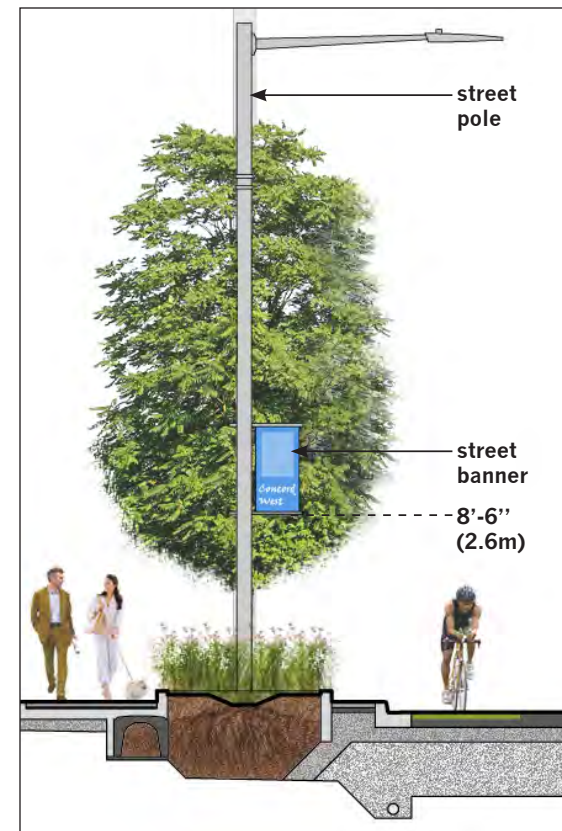 street
pole
street
banner
Concord
West
8’-6’’
(2.6m)